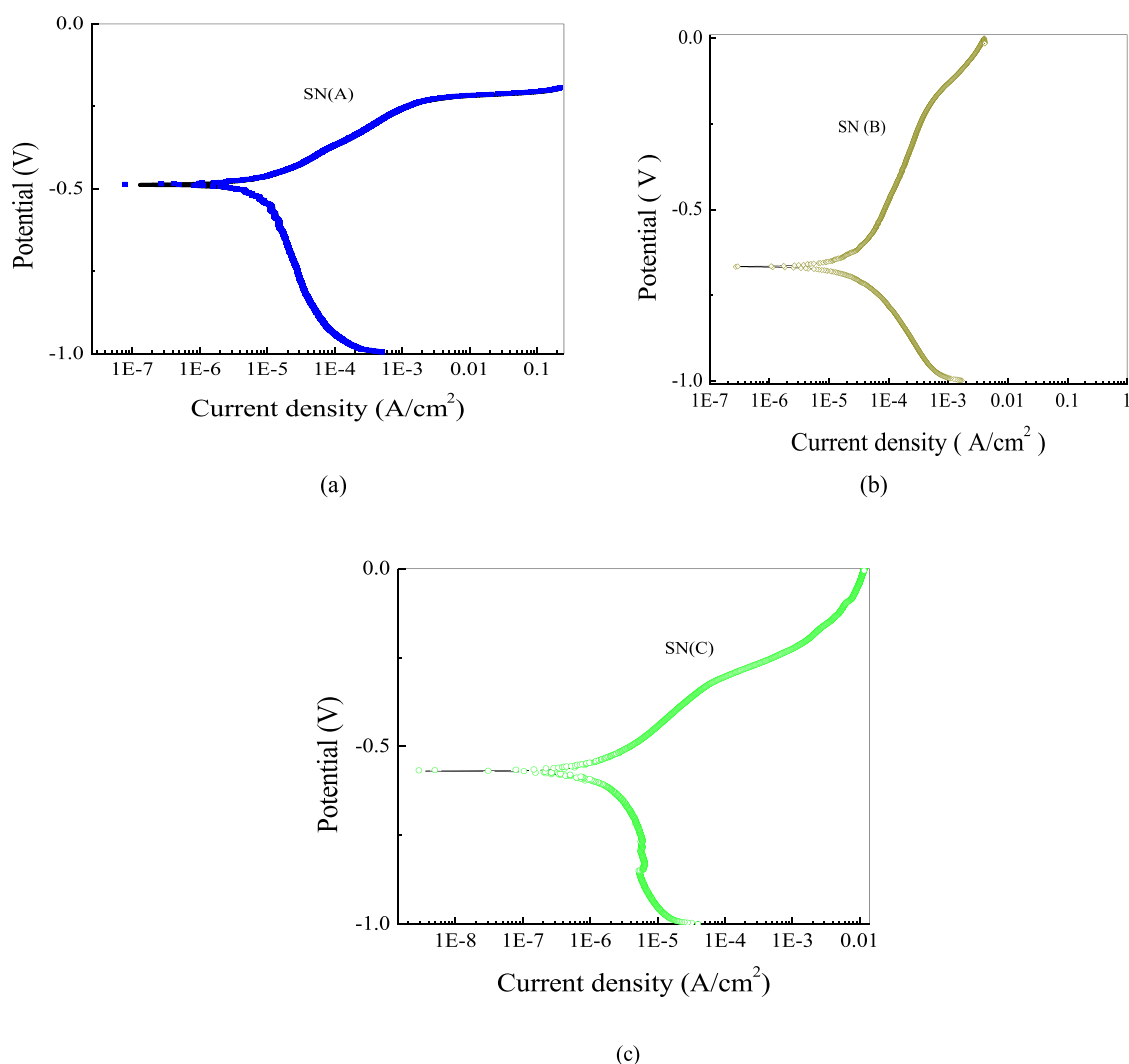 0.0
SN(A)
-0.5
-1.0
Potential (V)
1E-7 1E-6 1E-5 1E-4 1E-3 0.01 0.1
Current density (A/cm²)
(a)
0.0
SN (B)
-0.5
-1.0
Potential ( V )
1E-7 1E-6 1E-5 1E-4 1E-3 0.01 0.1 1
Current density ( A/cm² )
(b)
0.0
SN(C)
-0.5
-1.0
Potential (V)
1E-8 1E-7 1E-6 1E-5 1E-4 1E-3 0.01
Current density (A/cm²)
(c)